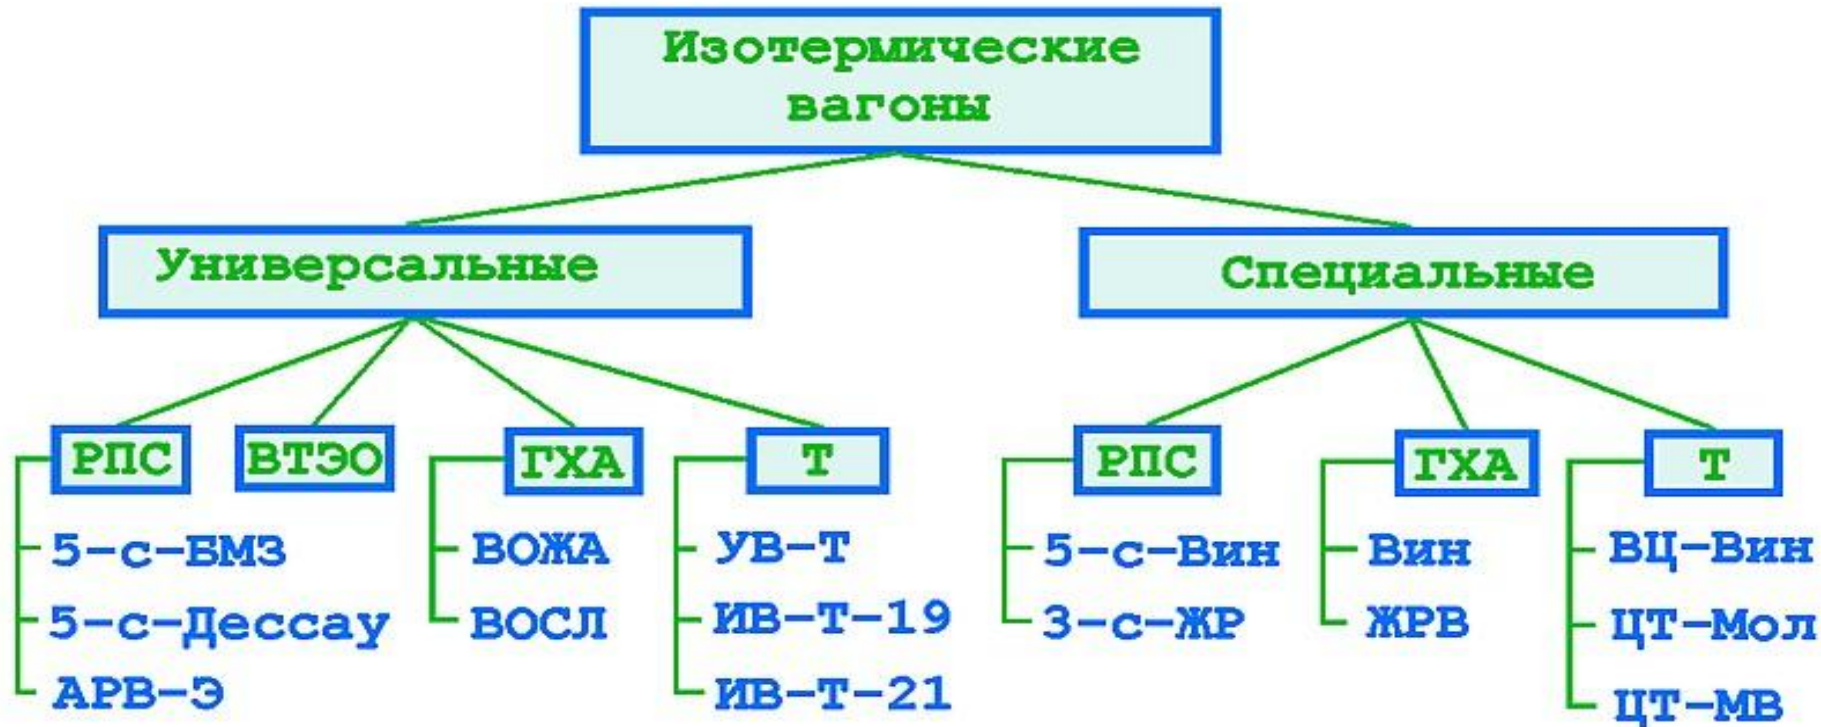 Изотермические
вагоны
Универсальные
Специальные
РПС ВТЭО ГХА Т РПС ГХА Т
5-с-БМЗ ВОЖА УВ-Т 5-с-Вин Вин ВЦ-Вин
5-с-Дессау ВОСЛ ИВ-Т-19 3-с-ЖР ЖРВ ЦТ-Мол
АРВ-Э ИВ-Т-21 ЦТ-МВ